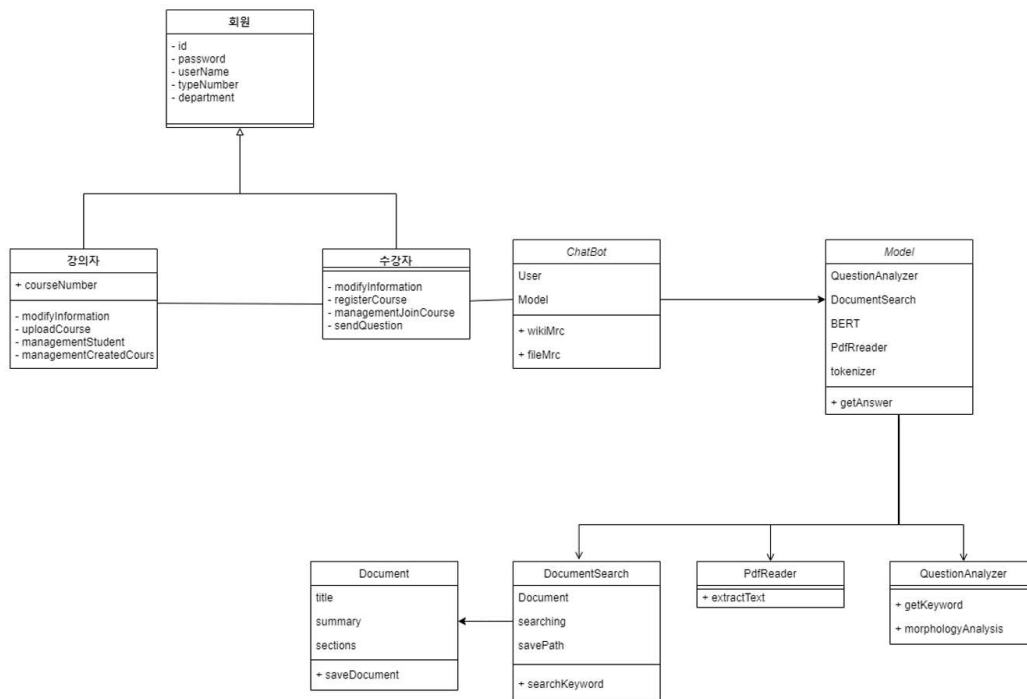 회원
- id
- password
- userName
- typeNumber
- department
강의자
+ courseNumber
- modifyInformation
- uploadCourse
- managementStudent
- managementCreatedCours
수강자
- modifyInformation
- registerCourse
- managementJoinCourse
- sendQuestion
ChatBot
User
Model
+ wikiMrc
+ fileMrc
Model
QuestionAnalyzer
DocumentSearch
BERT
PdfRreader
tokenizer
+ getAnswer
Document
title
summary
sections
+ saveDocument
DocumentSearch
Document
searching
savePath
+ searchKeyword
PdfReader
+ extractText
QuestionAnalyzer
+ getKeyword
+ morphologyAnalysis